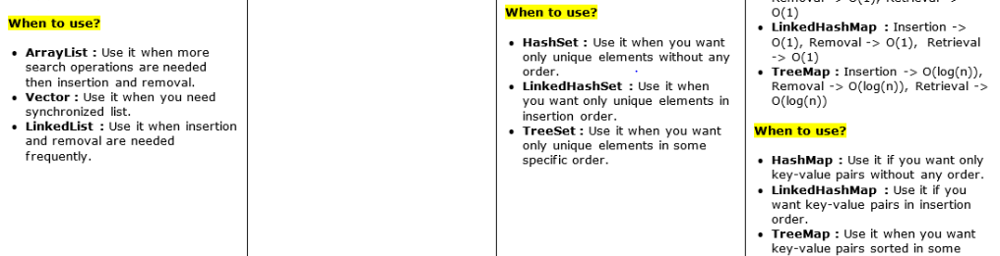 When to use?
• ArrayList : Use it when more
search operations are needed
then insertion and removal.
• Vector : Use it when you need
synchronized list.
• LinkedList : Use it when insertion
and removal are needed
frequently.
When to use?
• HashSet : Use it when you want
only unique elements without any
order.
• LinkedHashSet : Use it when
you want only unique elements in
insertion order.
• TreeSet : Use it when you want
only unique elements in some
specific order.
Removal -> O(1), Retrieval ->
O(1)
• LinkedHashMap : Insertion ->
O(1), Removal -> O(1), Retrieval
-> O(1)
• TreeMap : Insertion -> O(log(n)),
Removal -> O(log(n)), Retrieval ->
O(log(n))
When to use?
• HashMap : Use it if you want only
key-value pairs without any order.
• LinkedHashMap : Use it if you
want key-value pairs in insertion
order.
• TreeMap : Use it when you want
key-value pairs sorted in some